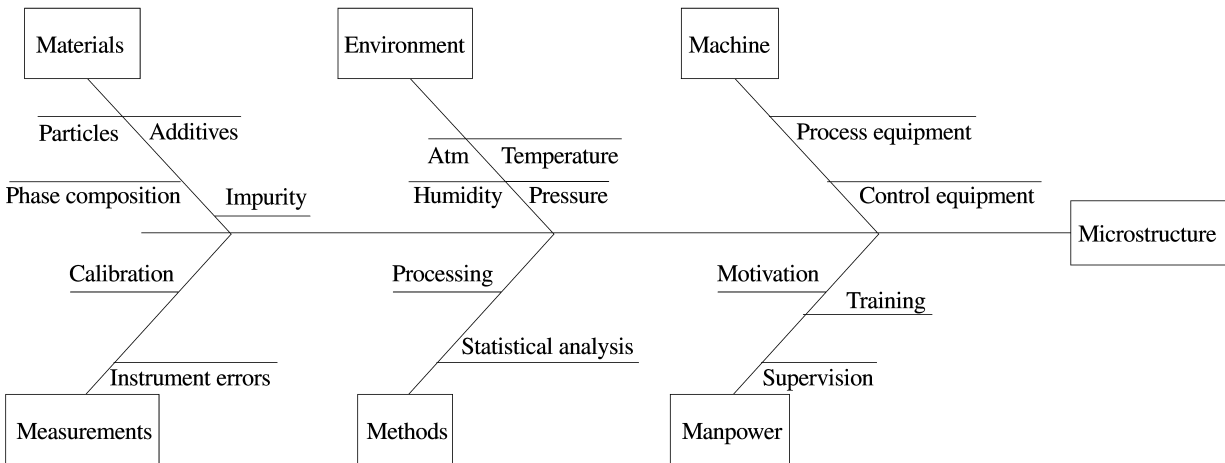 Materials
Environment
Machine
Particles
Additives
Process equipment
Atm
Temperature
Phase composition
Impurity
Humidity
Pressure
Control equipment
Microstructure
Calibration
Processing
Motivation
Training
Statistical analysis
Instrument errors
Supervision
Measurements
Methods
Manpower